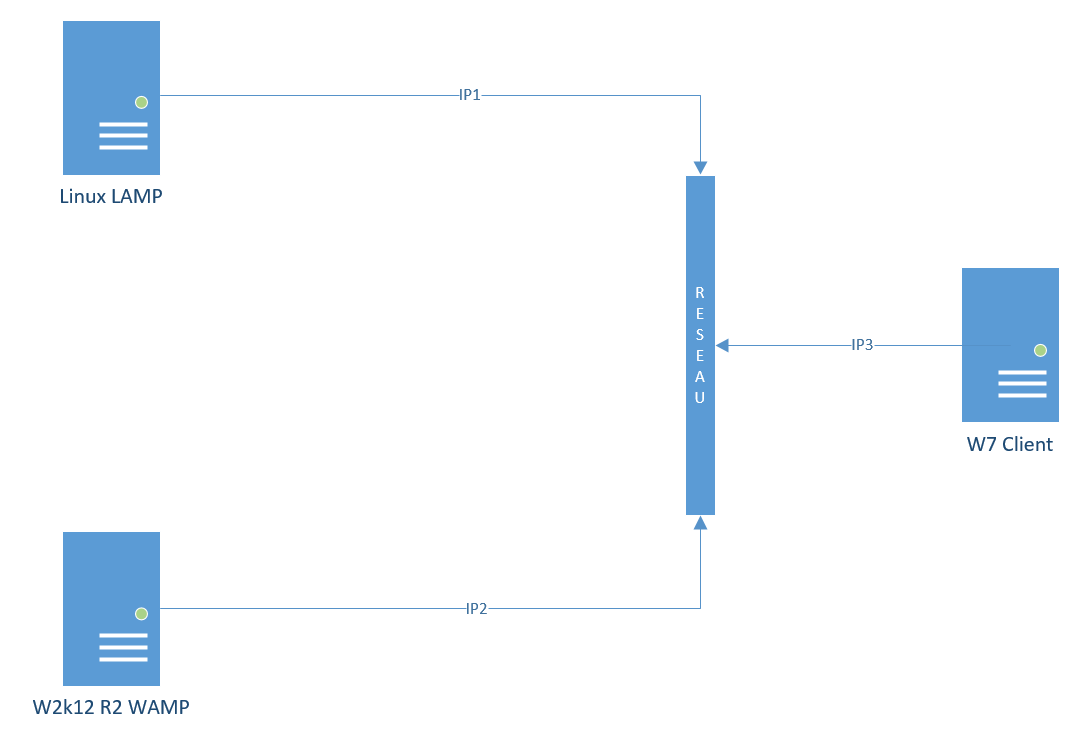 IP1
Linux LAMP
R
E
S
E
A
U
IP3
W7 Client
IP2
W2k12 R2 WAMP